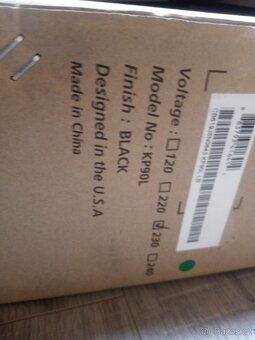 Voltage : ☐120 ☐220 ☑230 ☐240
Model No : KP90L
Finish : BLACK
Designed in the U.S.A
Made in China